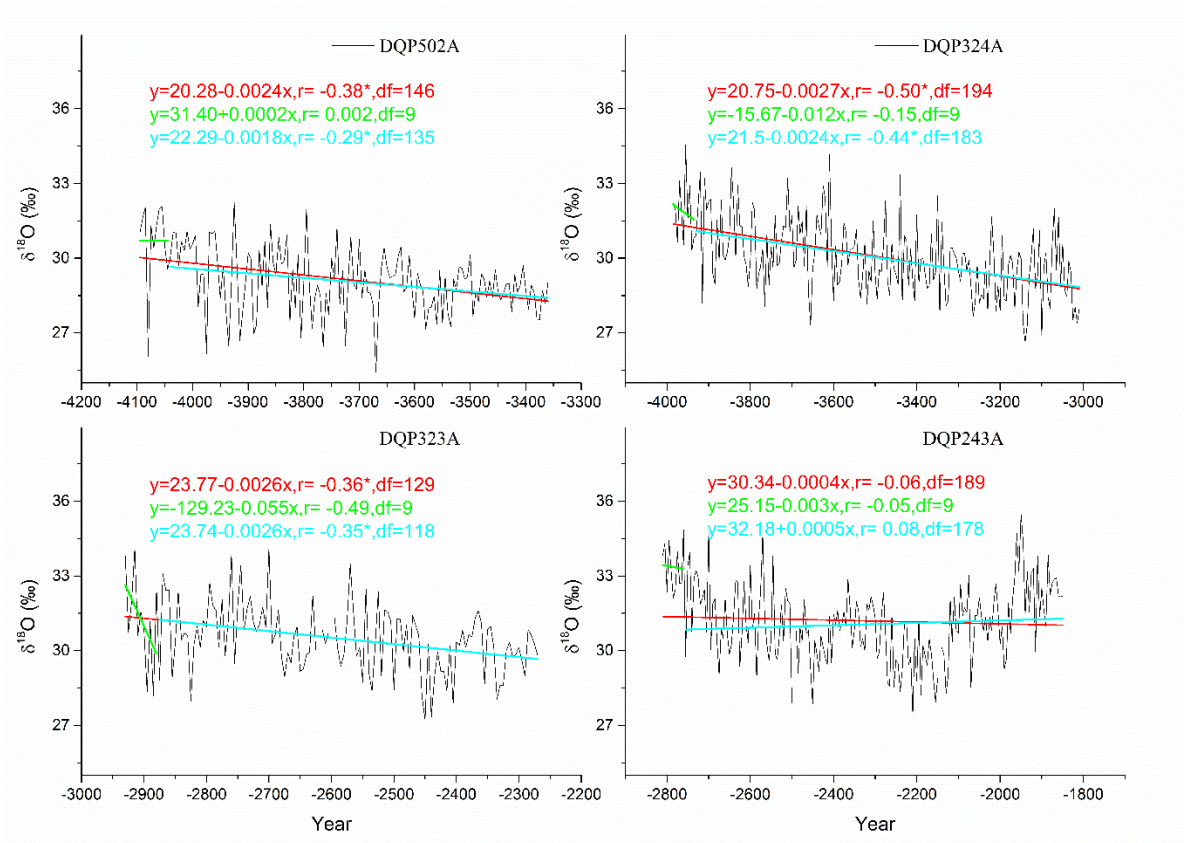 DQP502A
y=20.28-0.0024x,r= -0.38*,df=146
y=31.40+0.0002x,r= 0.002,df=9
y=22.29-0.0018x,r= -0.29*,df=135
36
33
30
27
δ18O (‰)
-4200 -4100 -4000 -3900 -3800 -3700 -3600 -3500 -3400 -3300
DQP324A
y=20.75-0.0027x,r= -0.50*,df=194
y=-15.67-0.012x,r= -0.15,df=9
y=21.5-0.0024x,r= -0.44*,df=183
36
33
30
27
δ18O (‰)
-4000 -3800 -3600 -3400 -3200 -3000
DQP323A
y=23.77-0.0026x,r= -0.36*,df=129
y=-129.23-0.055x,r= -0.49,df=9
y=23.74-0.0026x,r= -0.35*,df=118
36
33
30
27
δ18O (‰)
-3000 -2900 -2800 -2700 -2600 -2500 -2400 -2300 -2200
Year
DQP243A
y=30.34-0.0004x,r= -0.06,df=189
y=25.15-0.003x,r= -0.05,df=9
y=32.18+0.0005x,r= 0.08,df=178
36
33
30
27
δ18O (‰)
-2800 -2600 -2400 -2200 -2000 -1800
Year